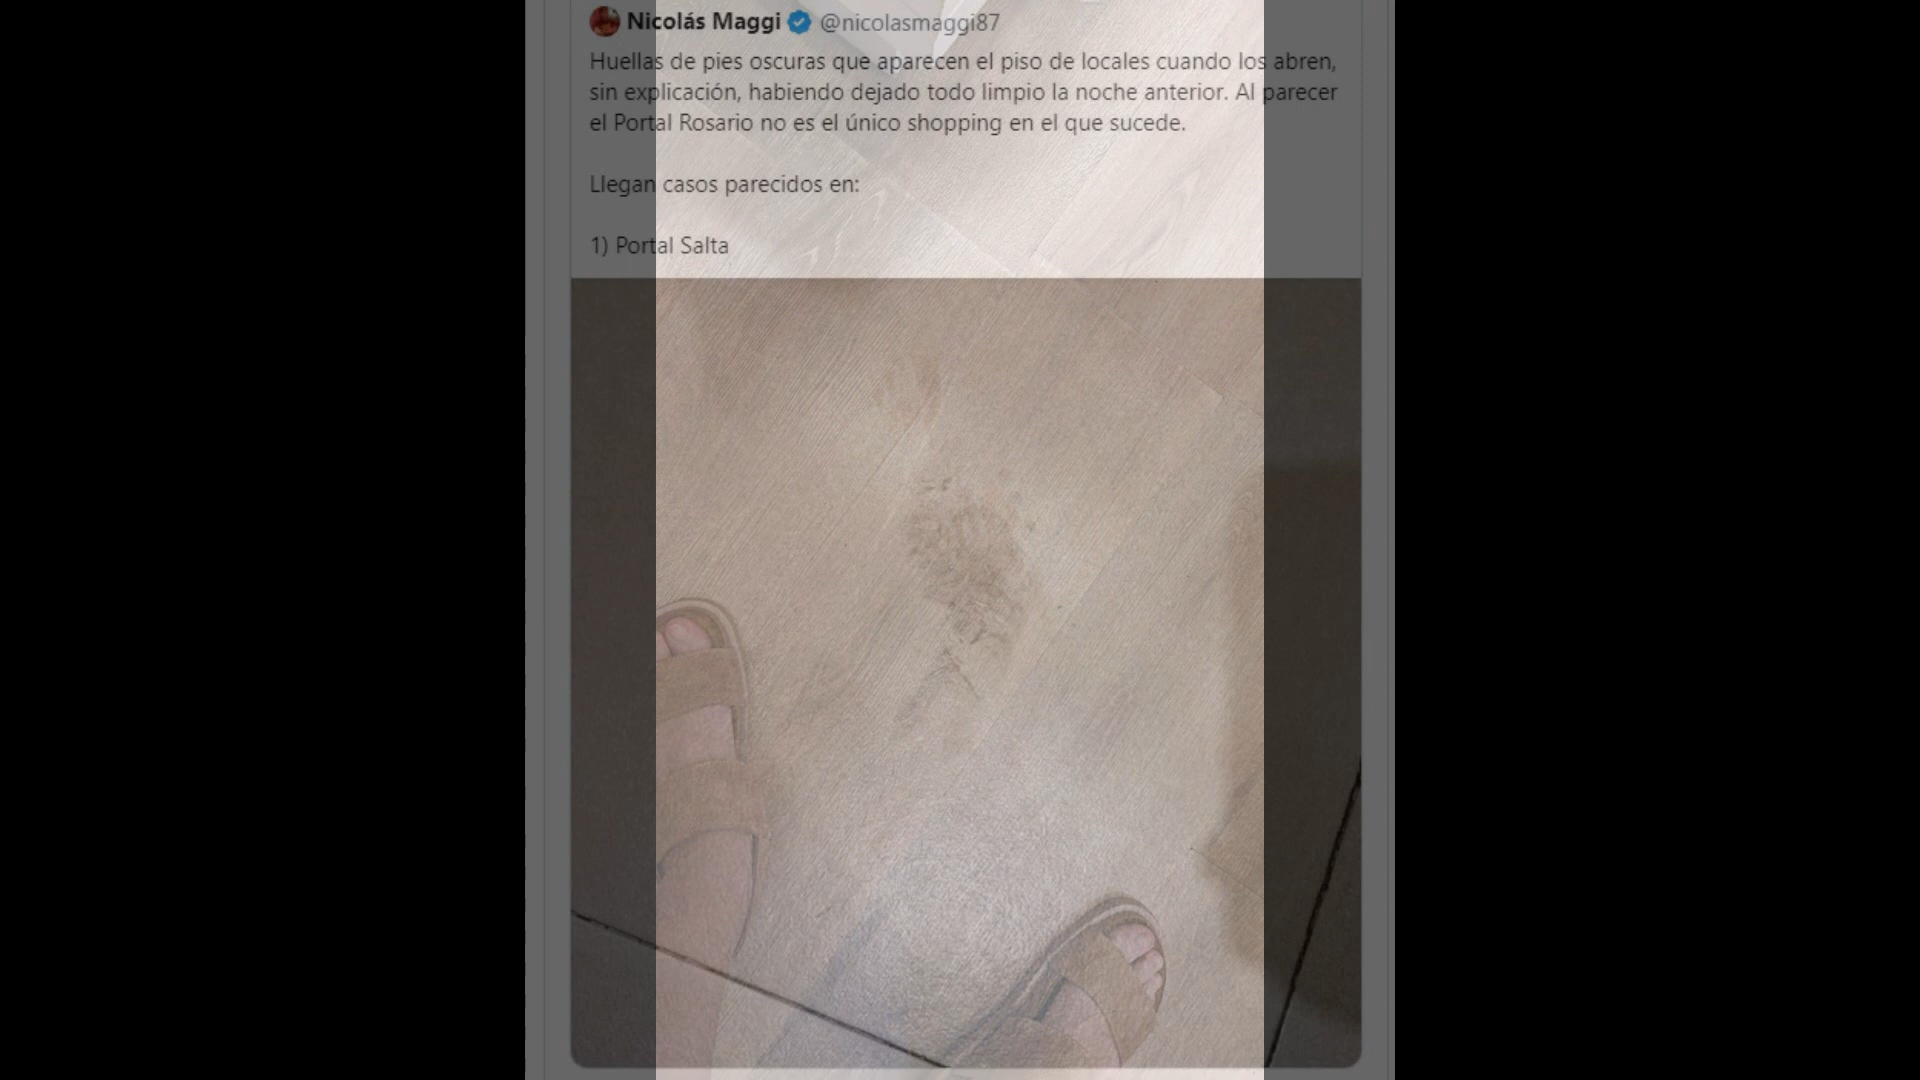 Nicolás Maggi @nicolasmaggi87
Huellas de pies oscuras que aparecen el piso de locales cuando los abren,
sin explicación, habiendo dejado todo limpio la noche anterior. Al parecer
el Portal Rosario no es el único shopping en el que sucede.
Llegan casos parecidos en:
1) Portal Salta